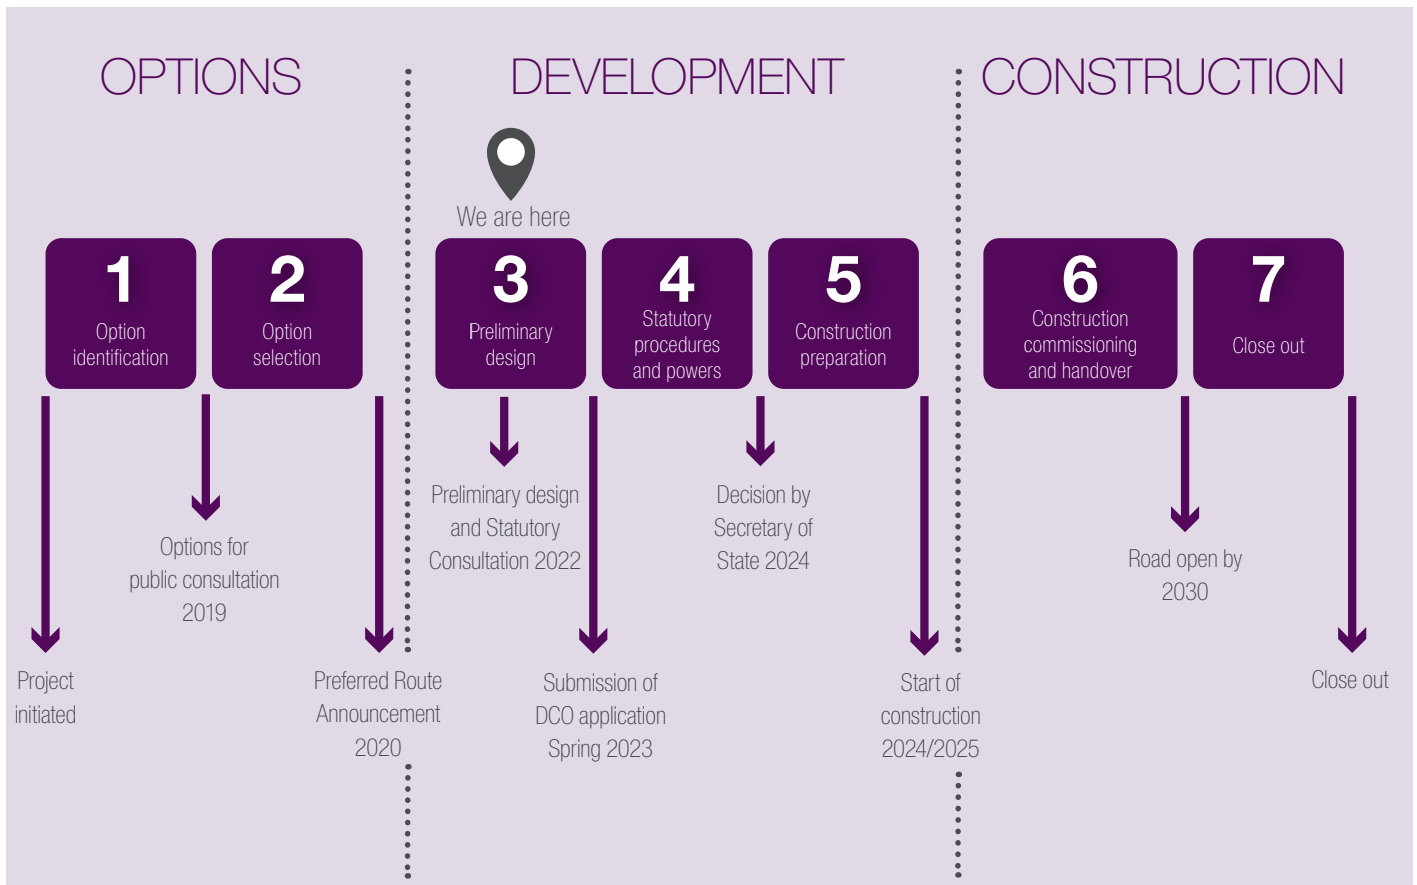 OPTIONS
DEVELOPMENT
CONSTRUCTION
We are here
1
Option
identification
2
Option
selection
3
Preliminary
design
4
Statutory
procedures
and powers
5
Construction
preparation
6
Construction
commissioning
and handover
7
Close out
Project
initiated
Options for
public consultation
2019
Preferred Route
Announcement
2020
Preliminary design
and Statutory
Consultation 2022
Submission of
DCO application
Spring 2023
Decision by
Secretary of
State 2024
Start of
construction
2024/2025
Road open by
2030
Close out